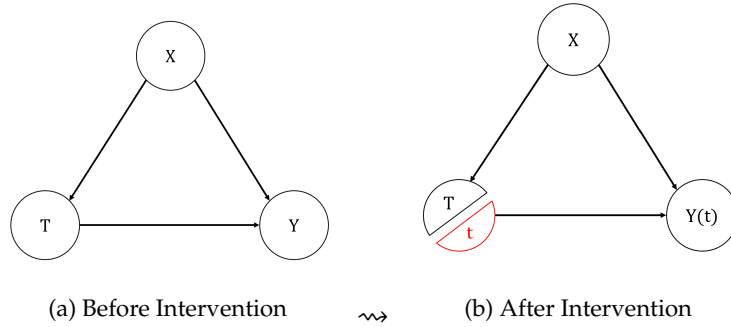 X
T
Y
X
T
t
Y(t)
(a) Before Intervention
⇝
(b) After Intervention